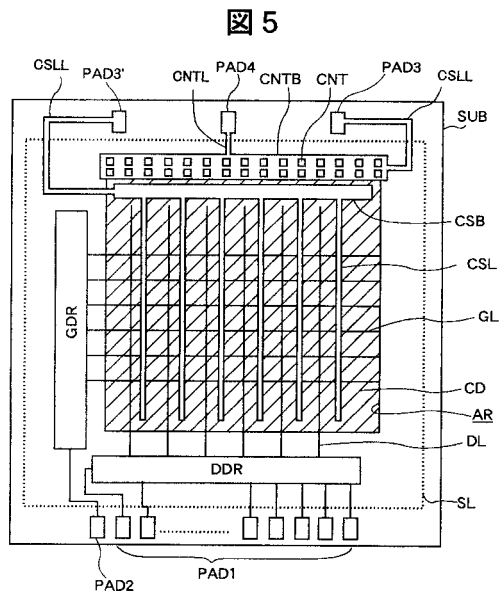 図5
CSLL
PAD3'
CNTL
PAD4
CNTB
CNT
PAD3
CSLL
SUB
CSB
CSL
GL
GDR
CD
AR
DL
DDR
SL
PAD2
PAD1